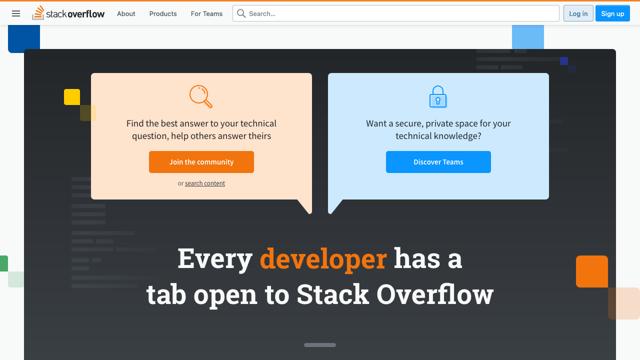 stack overflow
About
Products
For Teams
Search...
Log in
Sign up
Find the best answer to your technical
question, help others answer theirs
Join the community
or search content
Want a secure, private space for your
technical knowledge?
Discover Teams
Every developer has a
tab open to Stack Overflow